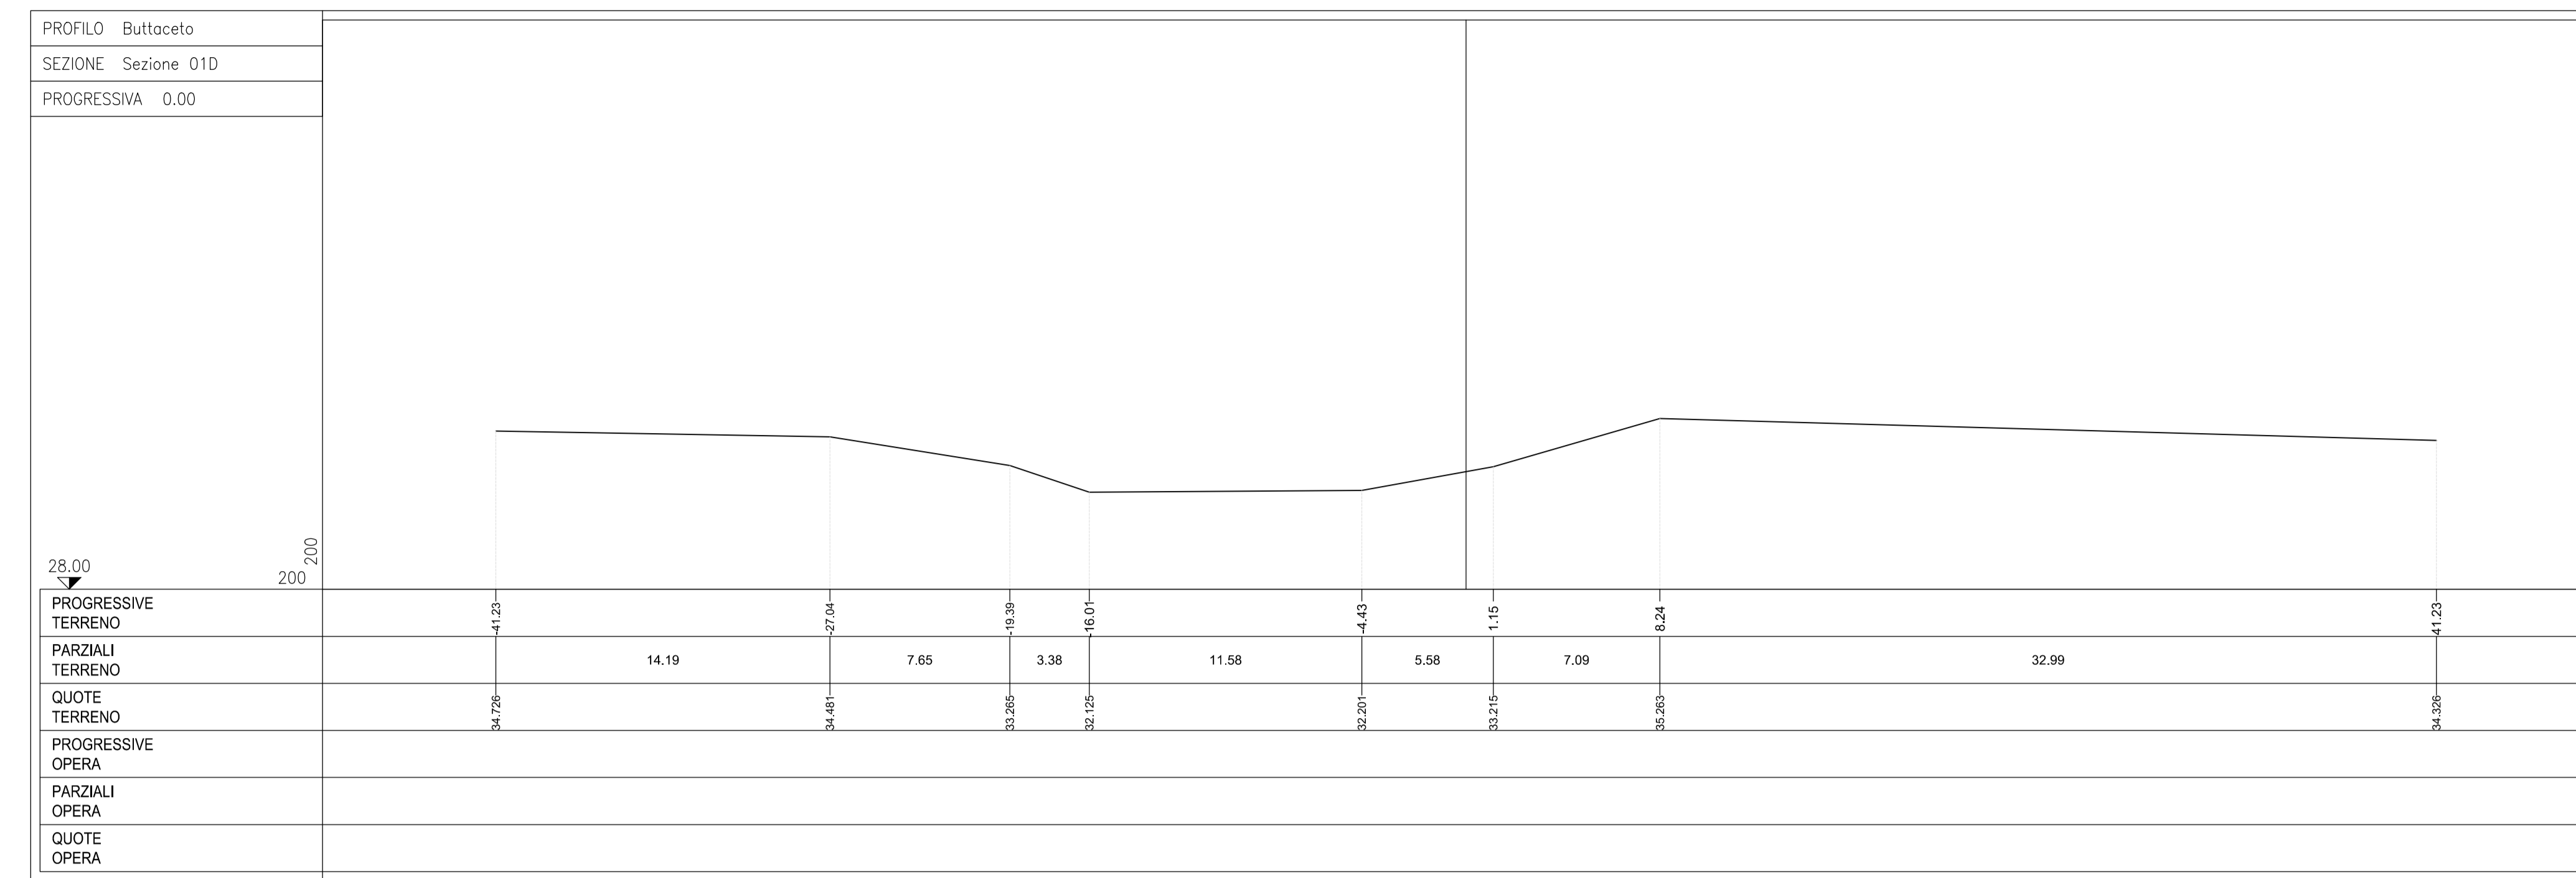 PROFILO Buttaceto
SEZIONE Sezione 01D
PROGRESSIVA 0.00
200
28.00
200
PROGRESSIVE
TERRENO
-41.23 -27.04 -19.39 -16.01 -4.43 1.15 8.24 41.23
PARZIALI
TERRENO
14.19 7.65 3.38 11.58 5.58 7.09 32.99
QUOTE
TERRENO
34.726 34.481 33.265 32.125 32.201 33.215 35.263 34.326
PROGRESSIVE
OPERA
PARZIALI
OPERA
QUOTE
OPERA